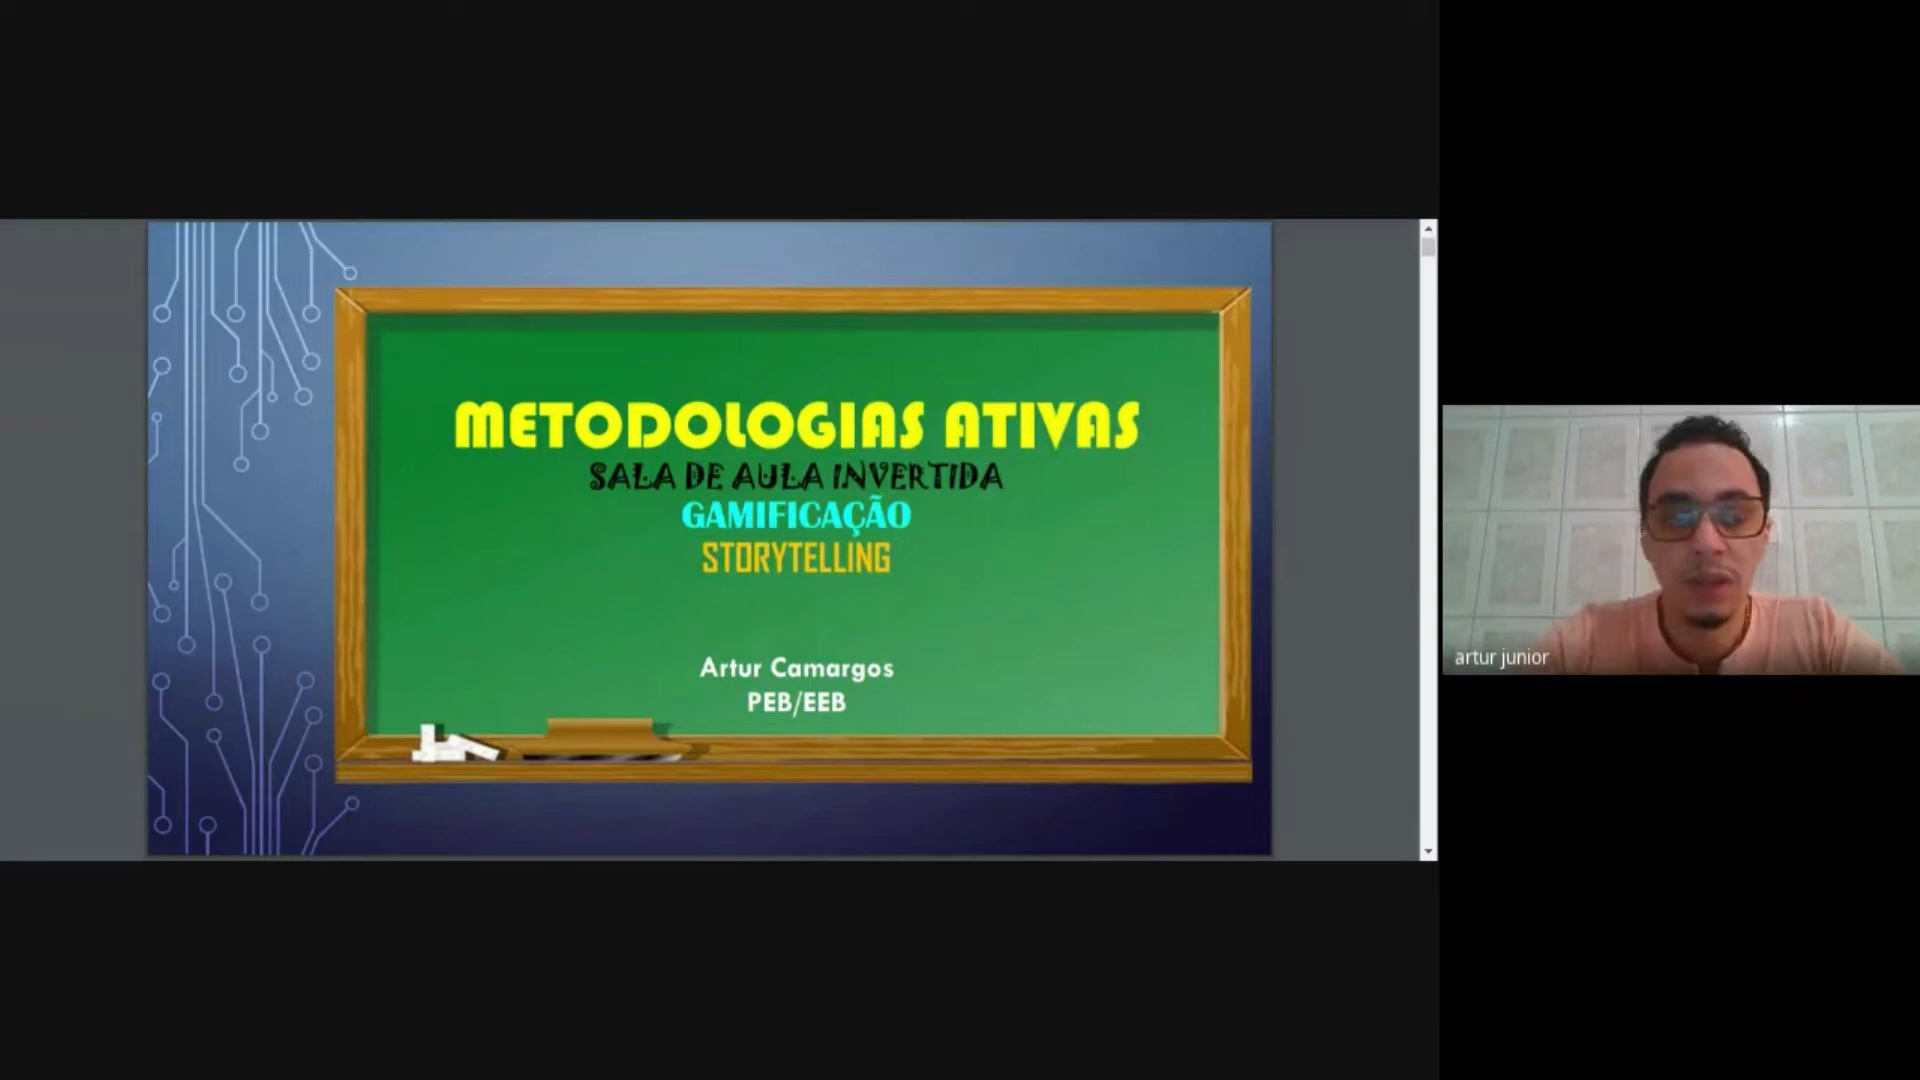 METODOLOGIAS ATIVAS
SALA DE AULA INVERTIDA
GAMIFICAÇÃO
STORYTELLING
Artur Camargos
PEB/EEB
artur junior